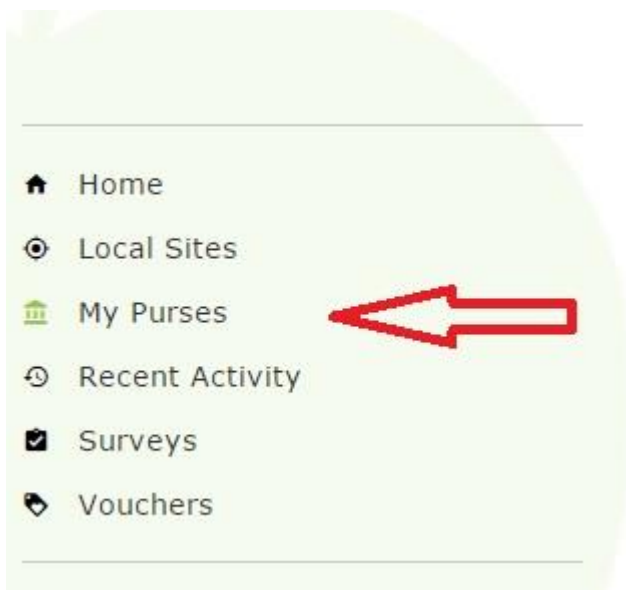 Home
Local Sites
My Purses
Recent Activity
Surveys
Vouchers